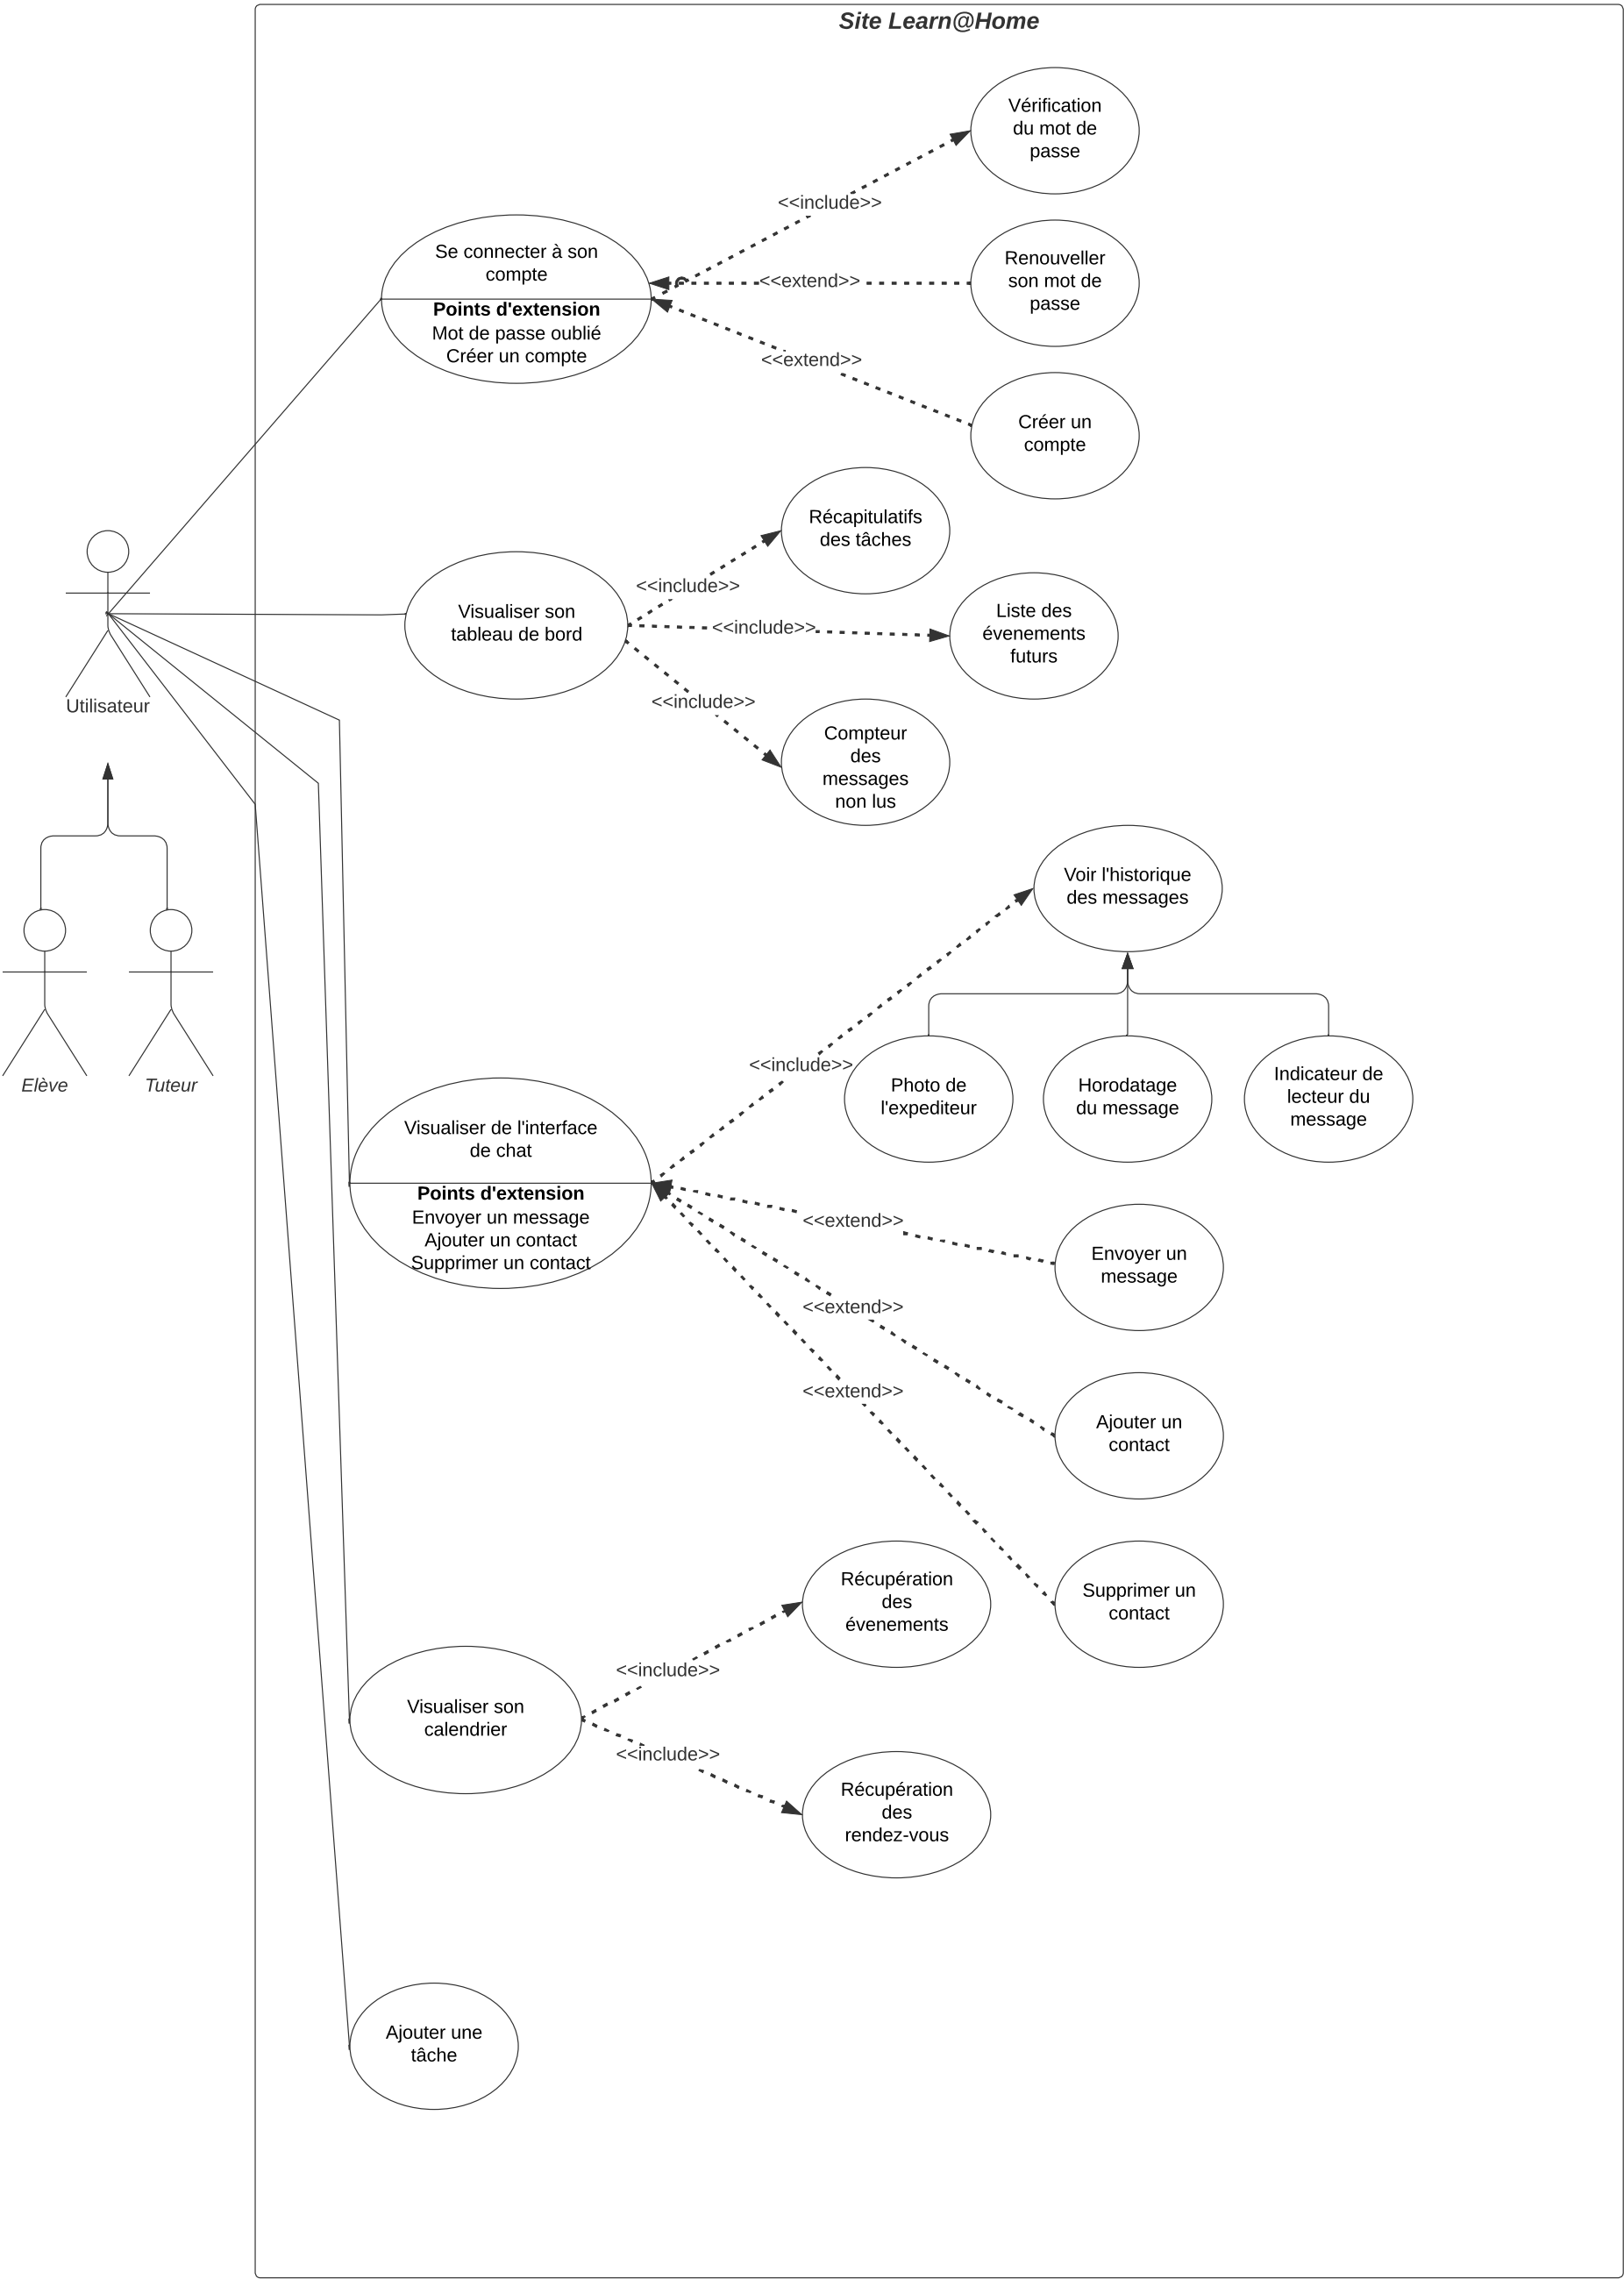 Site Learn@Home
Vérification
du mot de
passe
<<include>>
Se connecter à son
compte
Points d'extension
Mot de passe oublié
Créer un compte
<<extend>>
Renouveller
son mot de
passe
<<extend>>
Créer un
compte
Utilisateur
Elève
Tuteur
Visualiser son
tableau de bord
<<include>>
Récapitulatifs
des tâches
<<include>>
Liste des
évenements
futurs
<<include>>
Compteur
des
messages
non lus
Voir l'historique
des messages
<<include>>
Photo de
l'expediteur
Horodatage
du message
Indicateur de
lecteur du
message
Visualiser de l'interface
de chat
Points d'extension
Envoyer un message
Ajouter un contact
Supprimer un contact
<<extend>>
Envoyer un
message
<<extend>>
Ajouter un
contact
<<extend>>
Supprimer un
contact
Visualiser son
calendrier
<<include>>
Récupération
des
évenements
<<include>>
Récupération
des
rendez-vous
Ajouter une
tâche